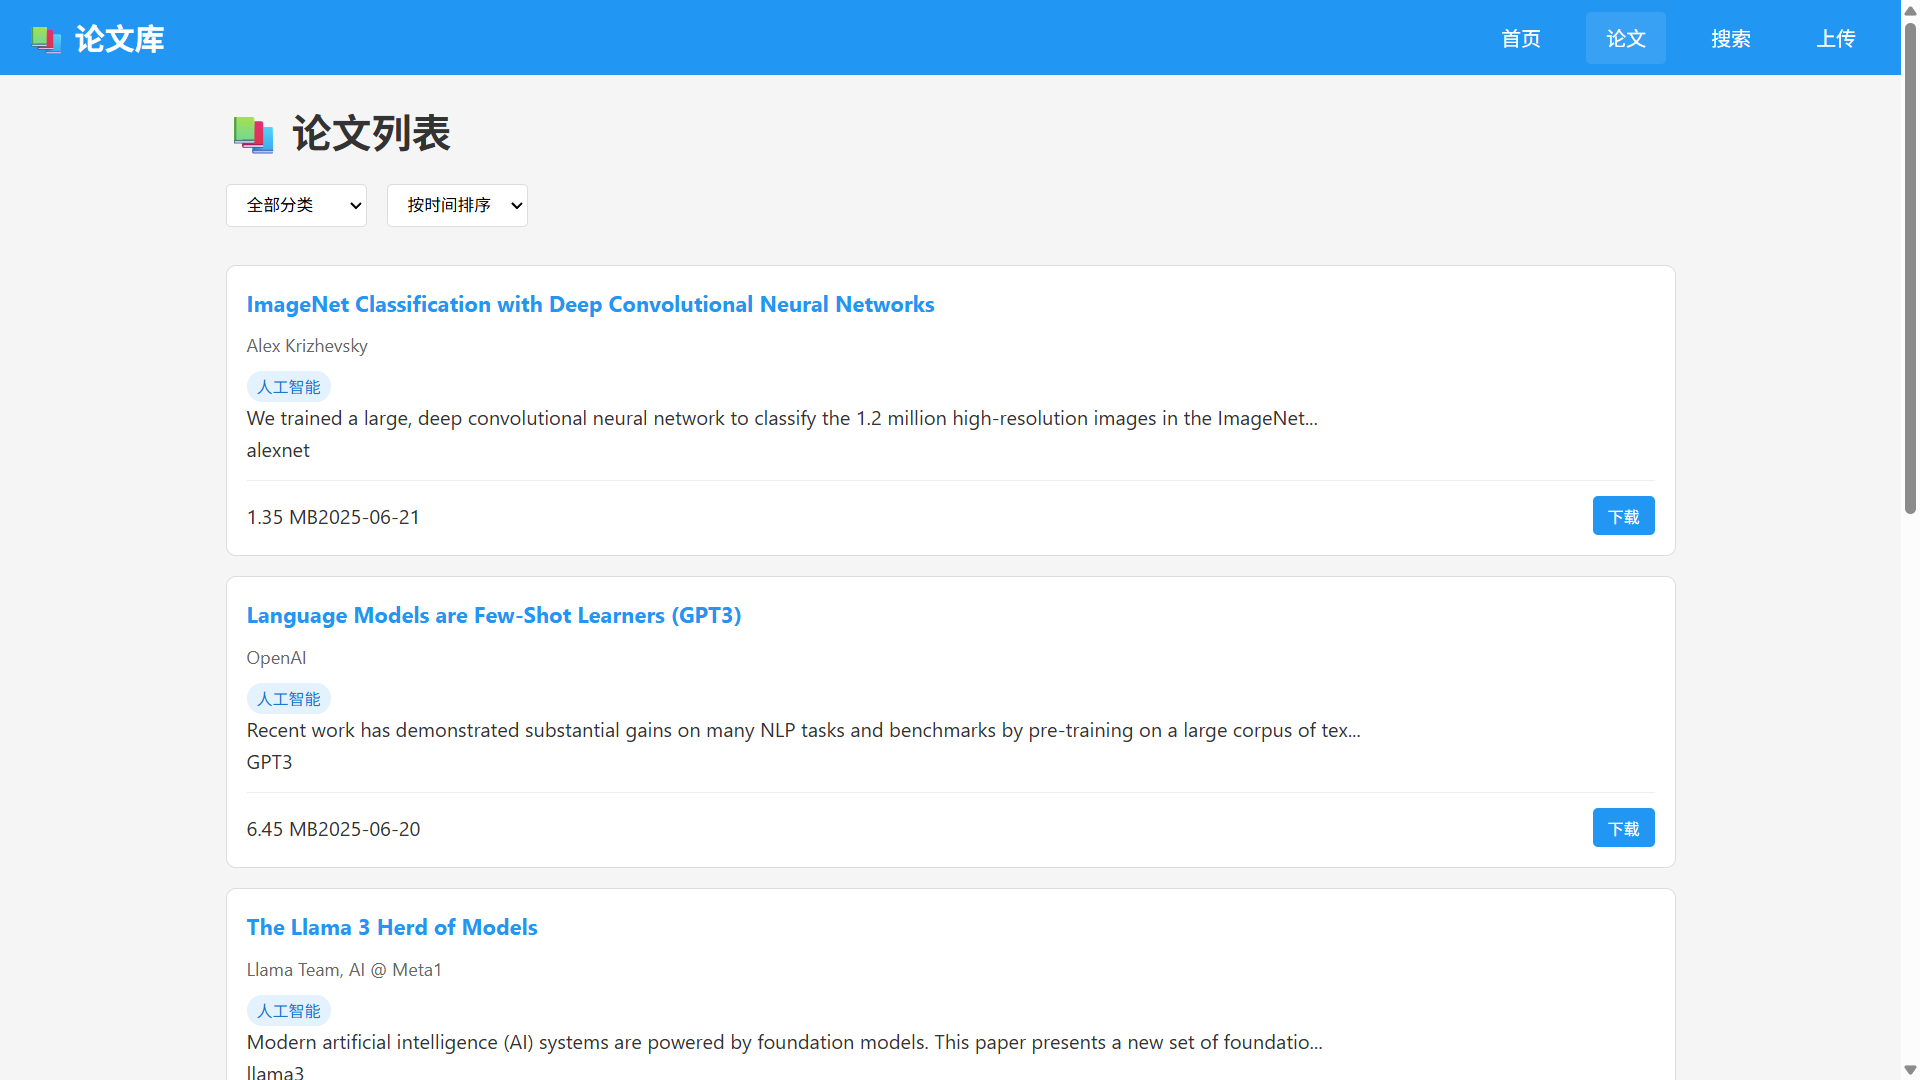 论文库
首页
论文
搜索
上传
论文列表
全部分类
按时间排序
ImageNet Classification with Deep Convolutional Neural Networks
Alex Krizhevsky
人工智能
We trained a large, deep convolutional neural network to classify the 1.2 million high-resolution images in the ImageNet...
alexnet
1.35 MB2025-06-21
下载
Language Models are Few-Shot Learners (GPT3)
OpenAI
人工智能
Recent work has demonstrated substantial gains on many NLP tasks and benchmarks by pre-training on a large corpus of tex...
GPT3
6.45 MB2025-06-20
下载
The Llama 3 Herd of Models
Llama Team, AI @ Meta1
人工智能
Modern artificial intelligence (AI) systems are powered by foundation models. This paper presents a new set of foundatio...
llama3